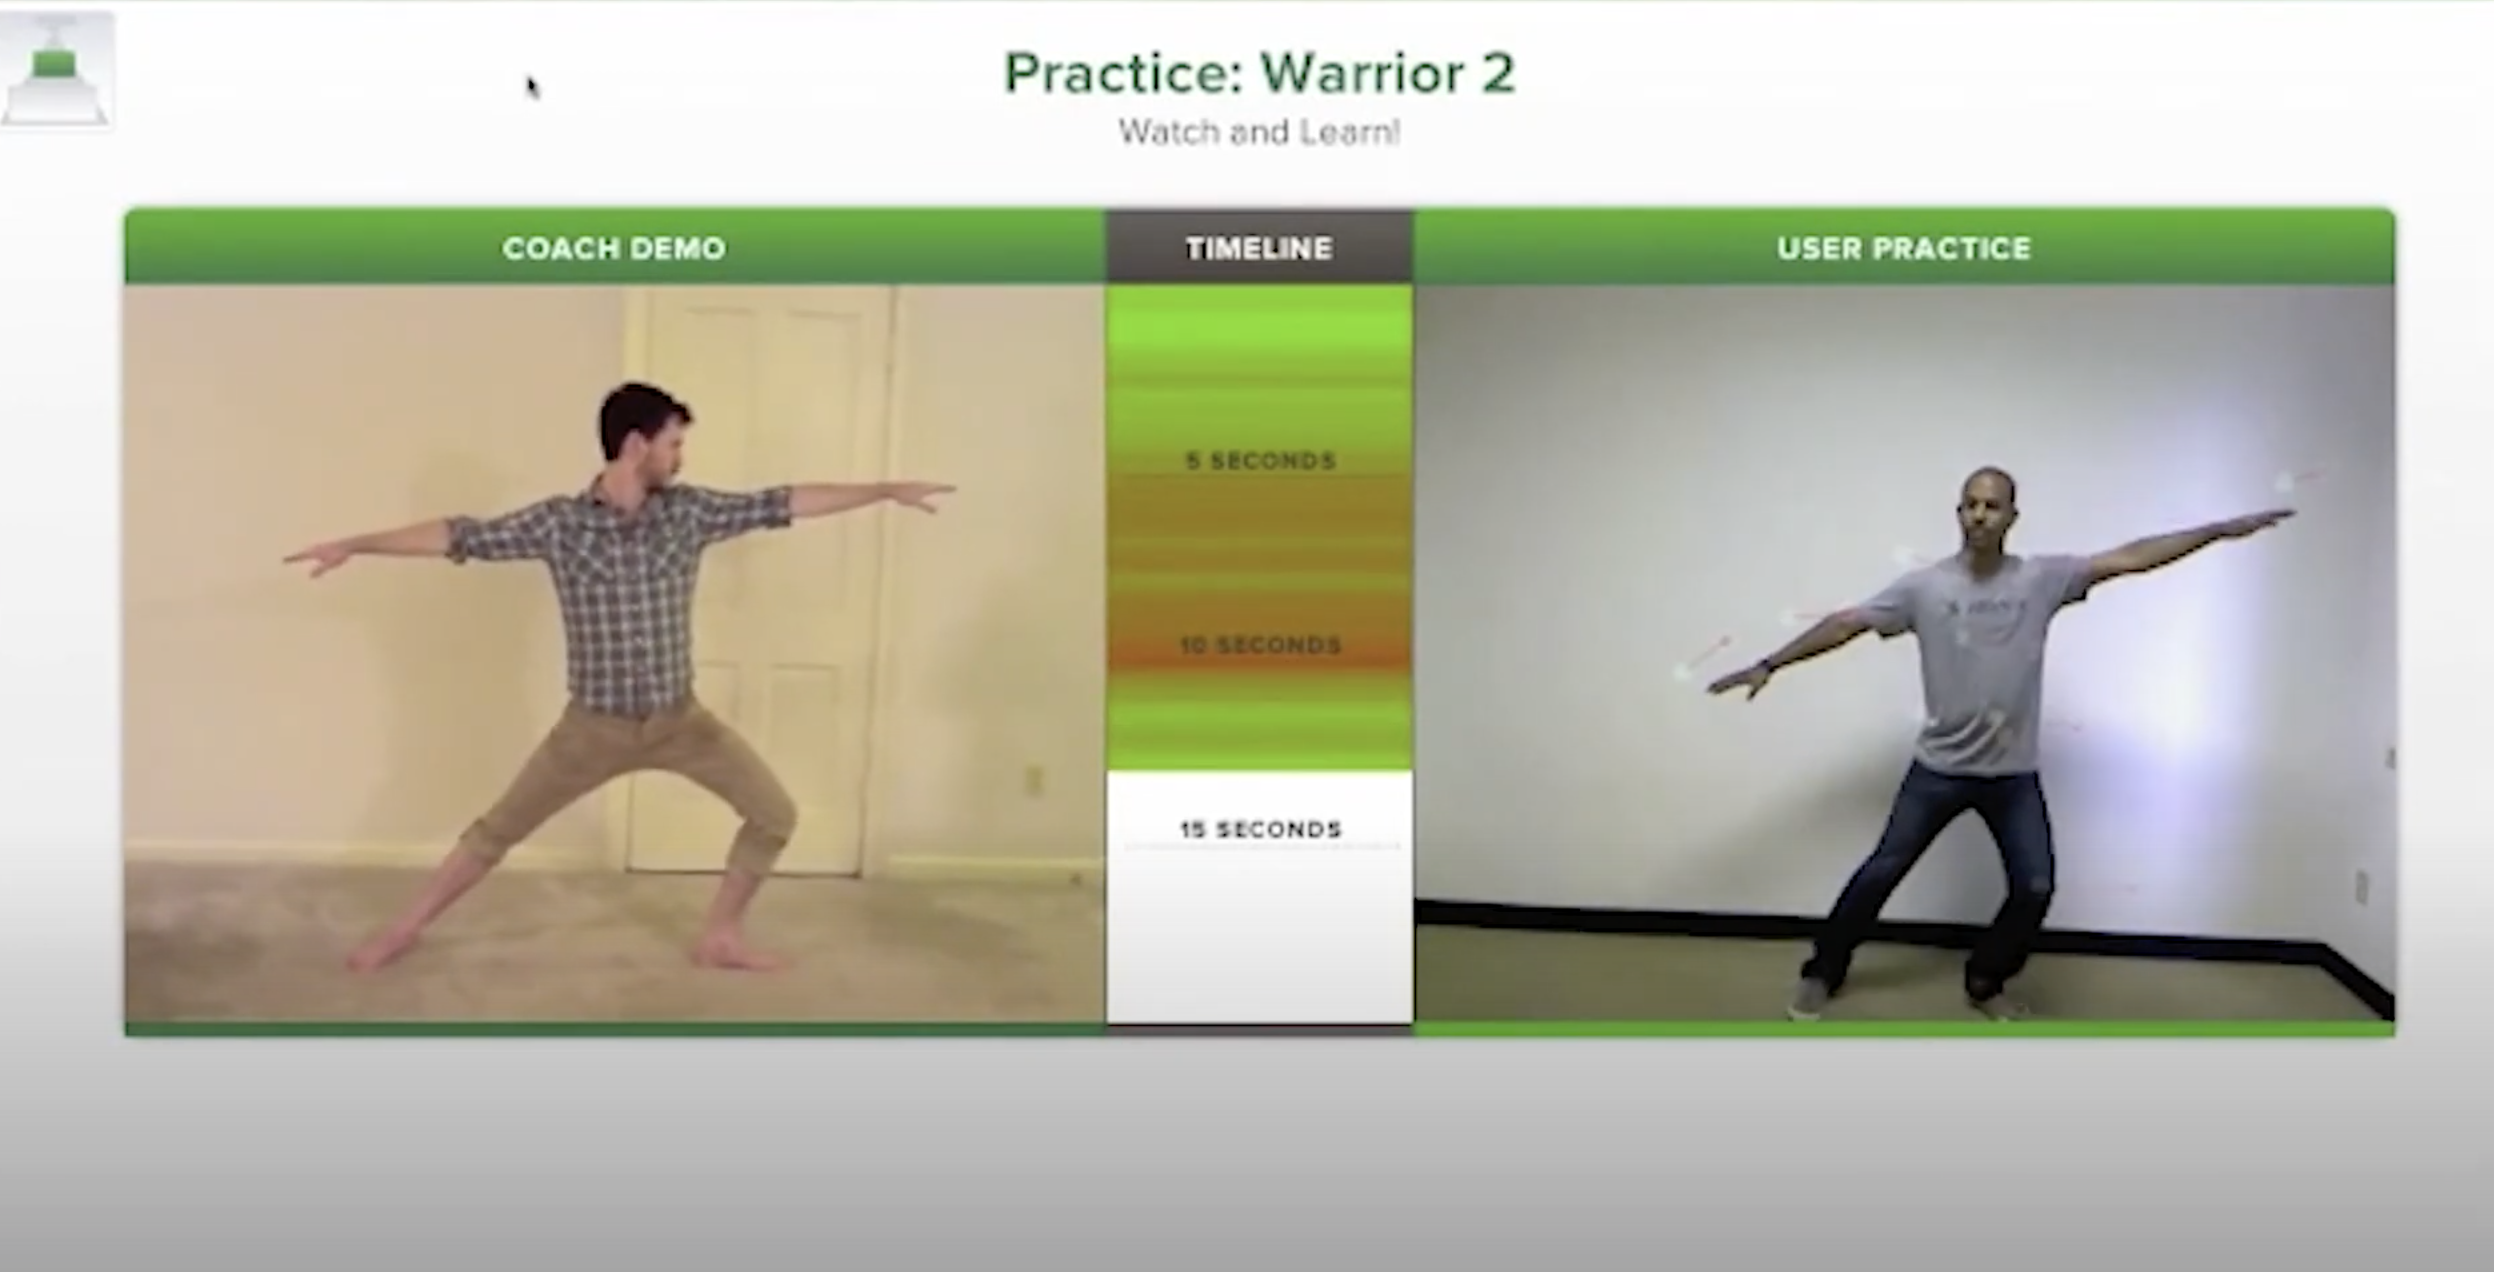 Practice: Warrior 2
Watch and Learn!
COACH DEMO
TIMELINE
USER PRACTICE
5 SECONDS
10 SECONDS
15 SECONDS